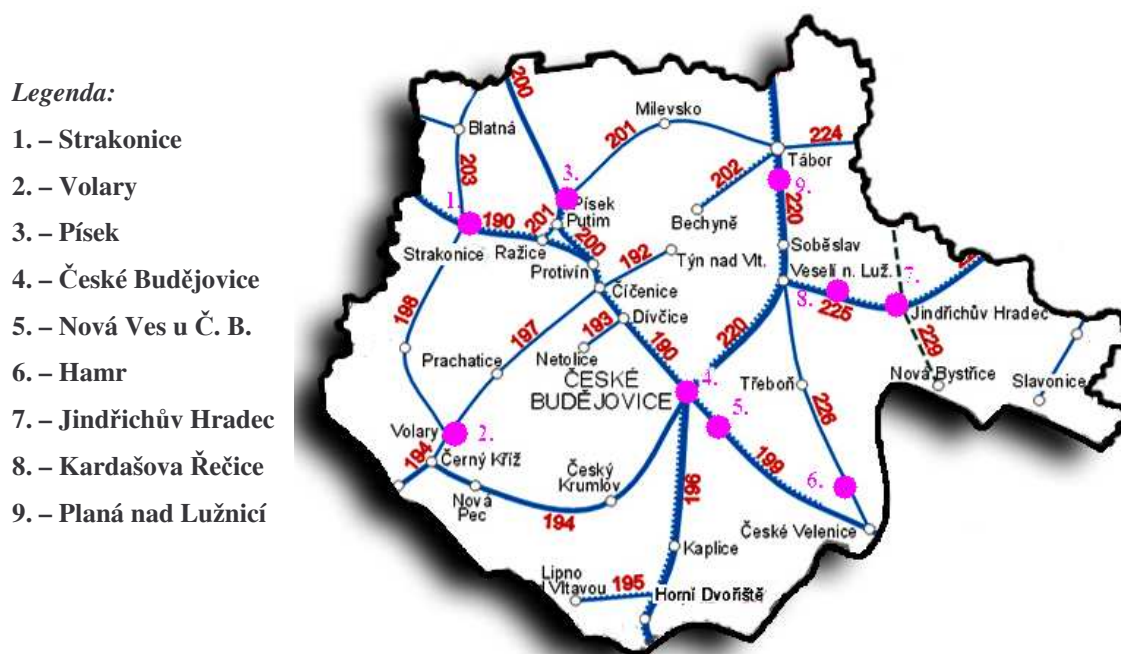 Legenda:
1. – Strakonice
2. – Volary
3. – Písek
4. – České Budějovice
5. – Nová Ves u Č. B.
6. – Hamr
7. – Jindřichův Hradec
8. – Kardašova Řečice
9. – Planá nad Lužnicí
200
Milevsko
Blatná
201
224
Tábor
203
3.
202
9.
Písek
1.
190
201
Putim
Bechyně
220
Strakonice
Ražice
200
192
Soběslav
Protivín
Týn nad Vlt.
Veselí n. Luž.
7.
Číčenice
8.
225
Jindřichův Hradec
198
197
193
Dívčice
220
229
Prachatice
Netolice
190
Třeboň
Nová Bystřice
Slavonice
ČESKÉ
BUDĚJOVICE
4.
226
5.
Volary
2.
194
Černý Kříž
199
Český
Krumlov
6.
Nová
Pec
194
196
České Velenice
Kaplice
Lipno
Vltavou
195
Horní Dvořiště